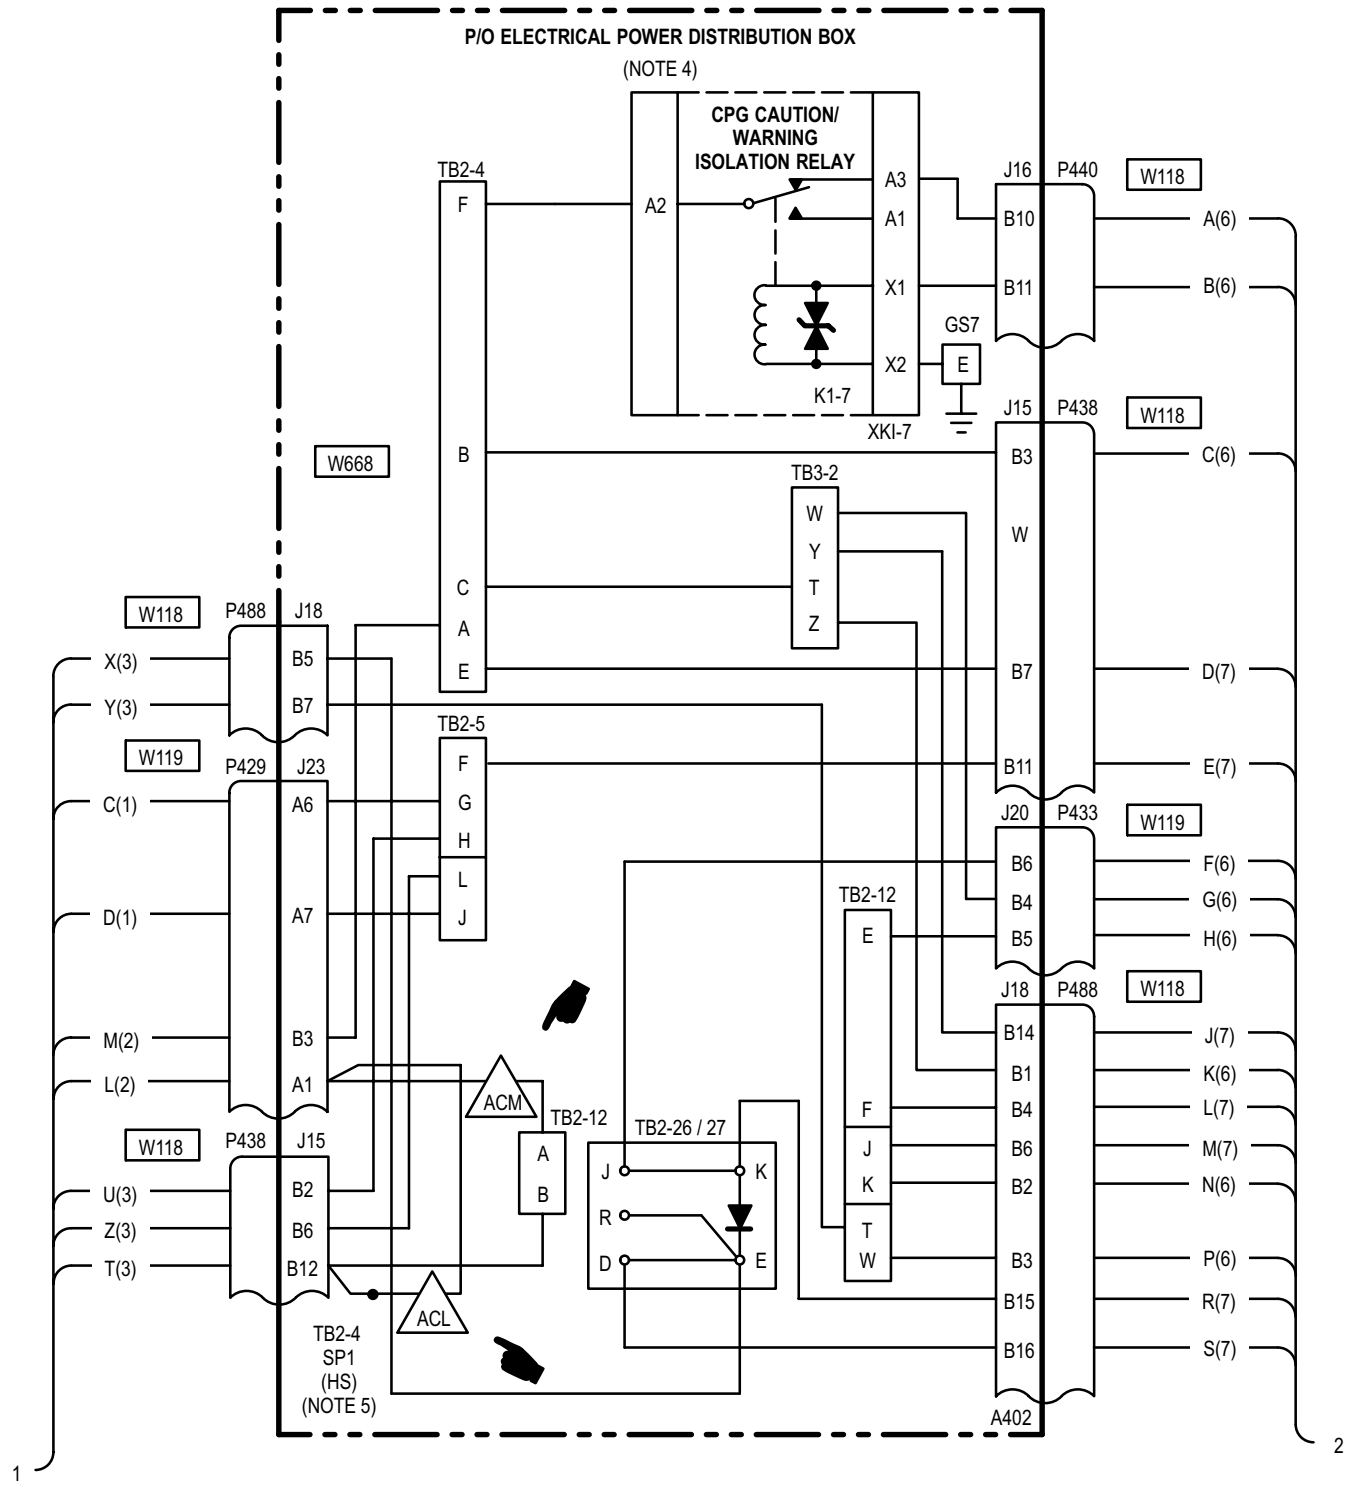 P/O ELECTRICAL POWER DISTRIBUTION BOX
(NOTE 4)
CPG CAUTION/
WARNING
ISOLATION RELAY
TB2-4
F
A2
A3
A1
X1
X2
K1-7
XKI-7
GS7
E
J16
P440
W118
B10
A(6)
B11
B(6)
J15
P438
W118
W668
B
B3
C(6)
TB3-2
W
Y
T
Z
W
C
A
E
B7
D(7)
W118
P488
J18
X(3)
B5
Y(3)
B7
TB2-5
F
G
H
L
J
B11
E(7)
W119
P429
J23
C(1)
A6
D(1)
A7
M(2)
B3
L(2)
A1
J20
P433
W119
B6
F(6)
B4
G(6)
B5
H(6)
TB2-12
E
F
J
K
T
W
J18
P488
W118
B14
J(7)
B1
K(6)
B4
L(7)
B6
M(7)
B2
N(6)
B3
P(6)
B15
R(7)
B16
S(7)
ACM
TB2-12
A
B
TB2-26 / 27
J
K
R
D
E
W118
P438
J15
U(3)
B2
Z(3)
B6
T(3)
B12
ACL
TB2-4
SP1
(HS)
(NOTE 5)
A402
1
2